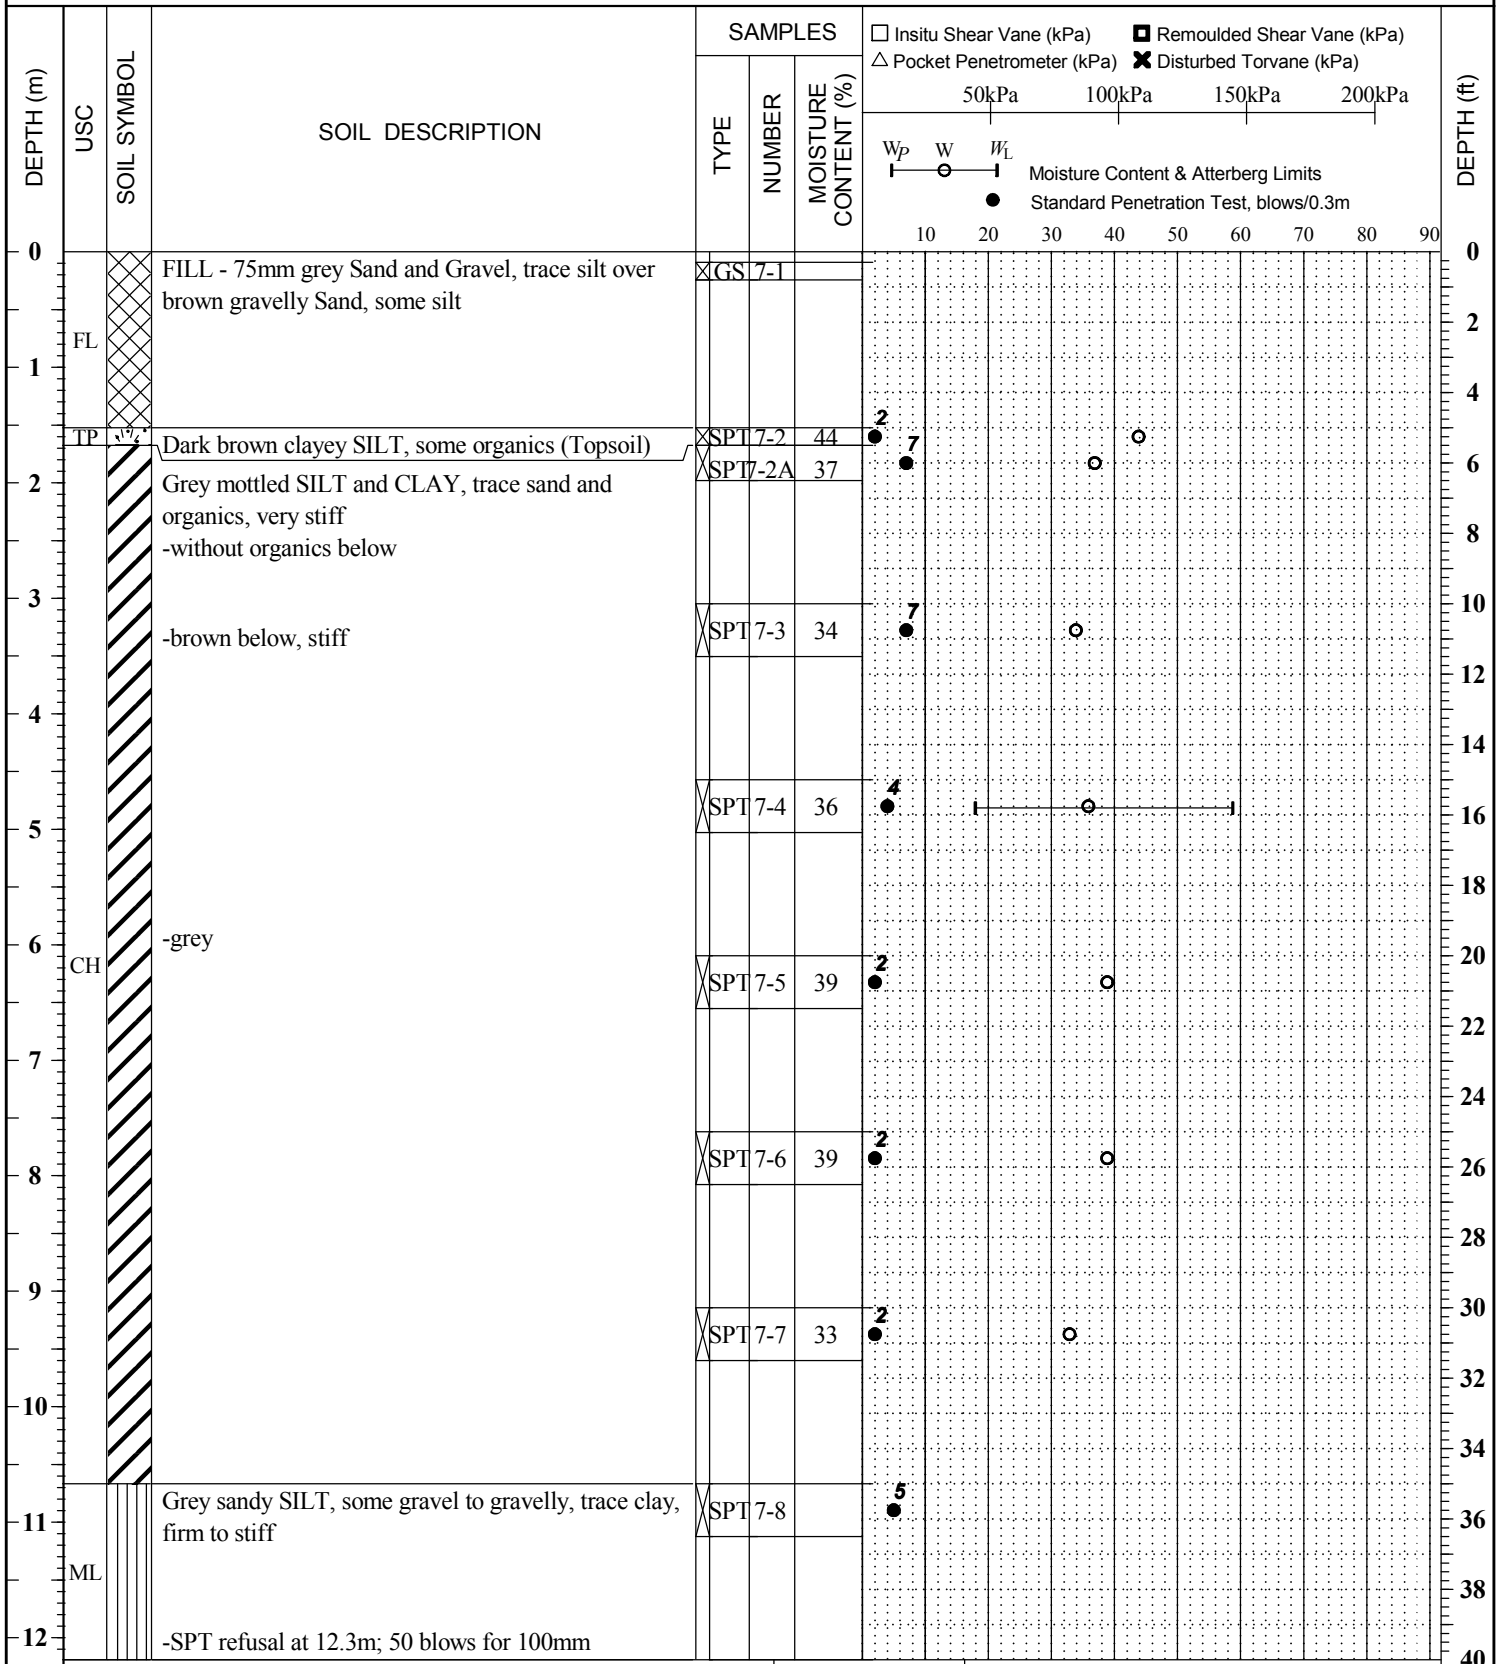 DEPTH (m)
USC
SOIL SYMBOL
SOIL DESCRIPTION
SAMPLES
TYPE
NUMBER
MOISTURE CONTENT (%)
Insitu Shear Vane (kPa)
Remoulded Shear Vane (kPa)
Pocket Penetrometer (kPa)
Disturbed Torvane (kPa)
50kPa 100kPa 150kPa 200kPa
WP W WL
Moisture Content & Atterberg Limits
Standard Penetration Test, blows/0.3m
10 20 30 40 50 60 70 80 90
DEPTH (ft)
0
0
FILL - 75mm grey Sand and Gravel, trace silt over
brown gravelly Sand, some silt
GS 7-1
FL
2
1
4
TP
Dark brown clayey SILT, some organics (Topsoil)
SPT 7-2 44
2
SPT 7-2A 37
7
6
2
Grey mottled SILT and CLAY, trace sand and
organics, very stiff
-without organics below
8
3
10
-brown below, stiff
SPT 7-3 34
7
12
4
14
SPT 7-4 36
4
16
5
18
-grey
6
CH
20
SPT 7-5 39
2
22
7
24
SPT 7-6 39
2
26
8
28
9
30
SPT 7-7 33
2
32
10
34
Grey sandy SILT, some gravel to gravelly, trace clay,
firm to stiff
SPT 7-8
5
11
36
ML
38
12
-SPT refusal at 12.3m; 50 blows for 100mm
40